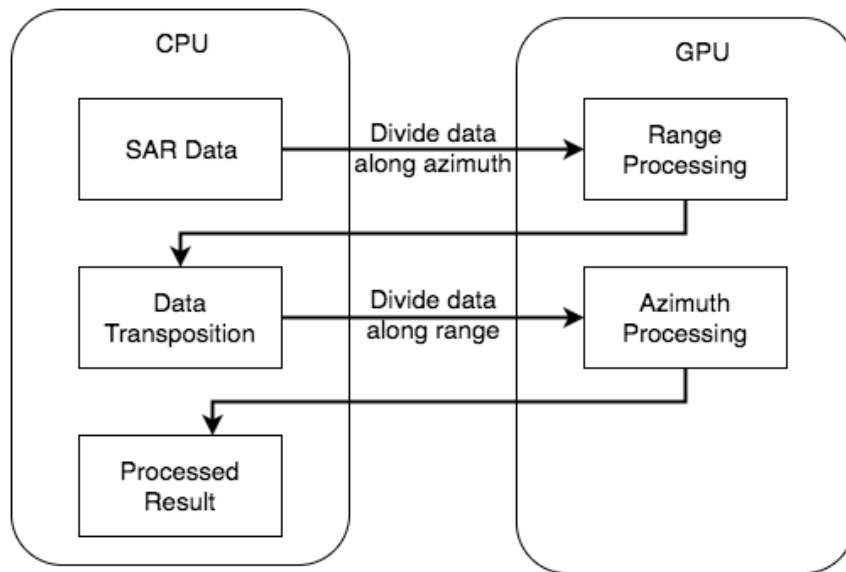 CPU
GPU
SAR Data
Divide data
along azimuth
Range
Processing
Data
Transposition
Divide data
along range
Azimuth
Processing
Processed
Result